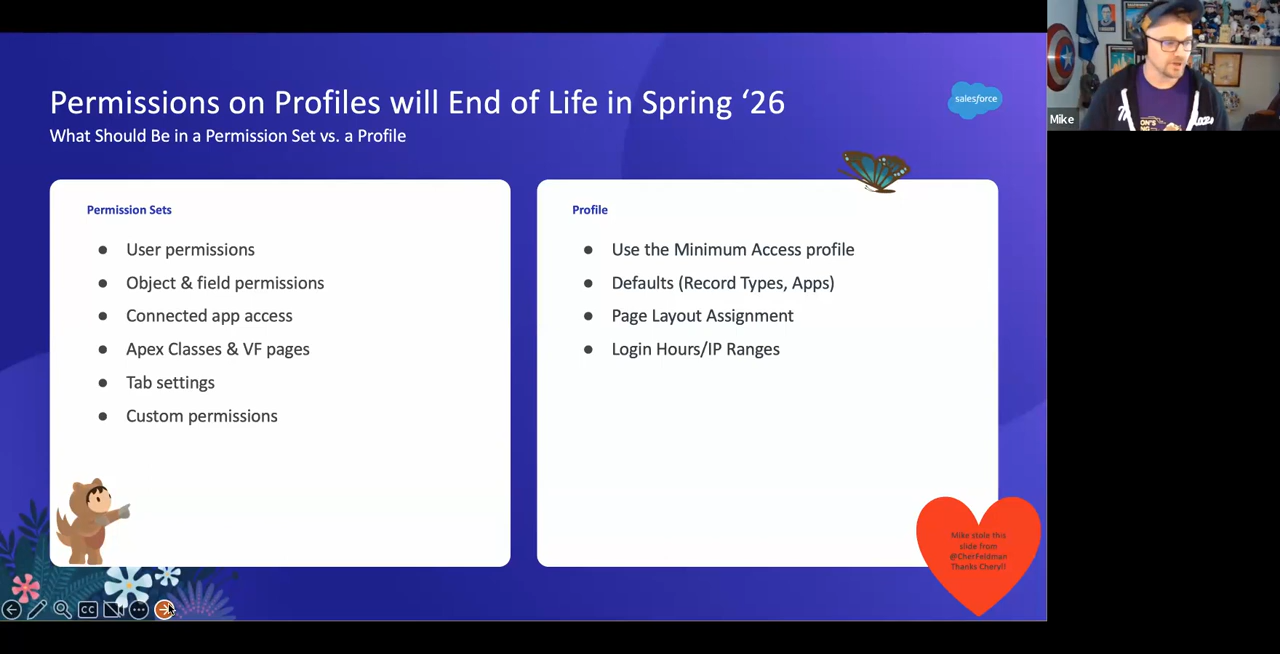 Permissions on Profiles will End of Life in Spring ‘26
What Should Be in a Permission Set vs. a Profile
salesforce
Mike
Permission Sets
● User permissions
● Object & field permissions
● Connected app access
● Apex Classes & VF pages
● Tab settings
● Custom permissions
Profile
● Use the Minimum Access profile
● Defaults (Record Types, Apps)
● Page Layout Assignment
● Login Hours/IP Ranges
Mike stole this
slide from
@CherFeldman
Thanks Cheryl!
CC